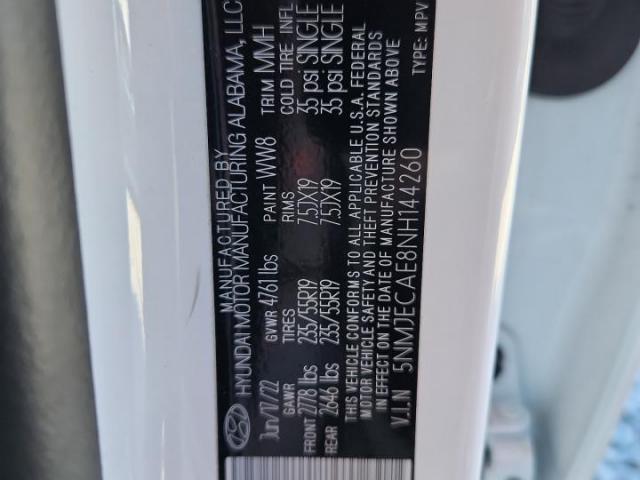 MANUFACTURED BY
HYUNDAI MOTOR MANUFACTURING ALABAMA, LLC
Jun/17/22 GVWR 4761 lbs PAINT WW8 TRIM MMH
GAWR TIRES RIMS COLD TIRE INFL
FRONT 2778 lbs 235/55R19 7.5JX19 35 psi SINGLE
REAR 2646 lbs 235/55R19 7.5JX19 35 psi SINGLE
THIS VEHICLE CONFORMS TO ALL APPLICABLE U.S.A. FEDERAL
MOTOR VEHICLE SAFETY AND THEFT PREVENTION STANDARDS
IN EFFECT ON THE DATE OF MANUFACTURE SHOWN ABOVE
V.I.N 5NMJECAE8NH144260 TYPE: MPV